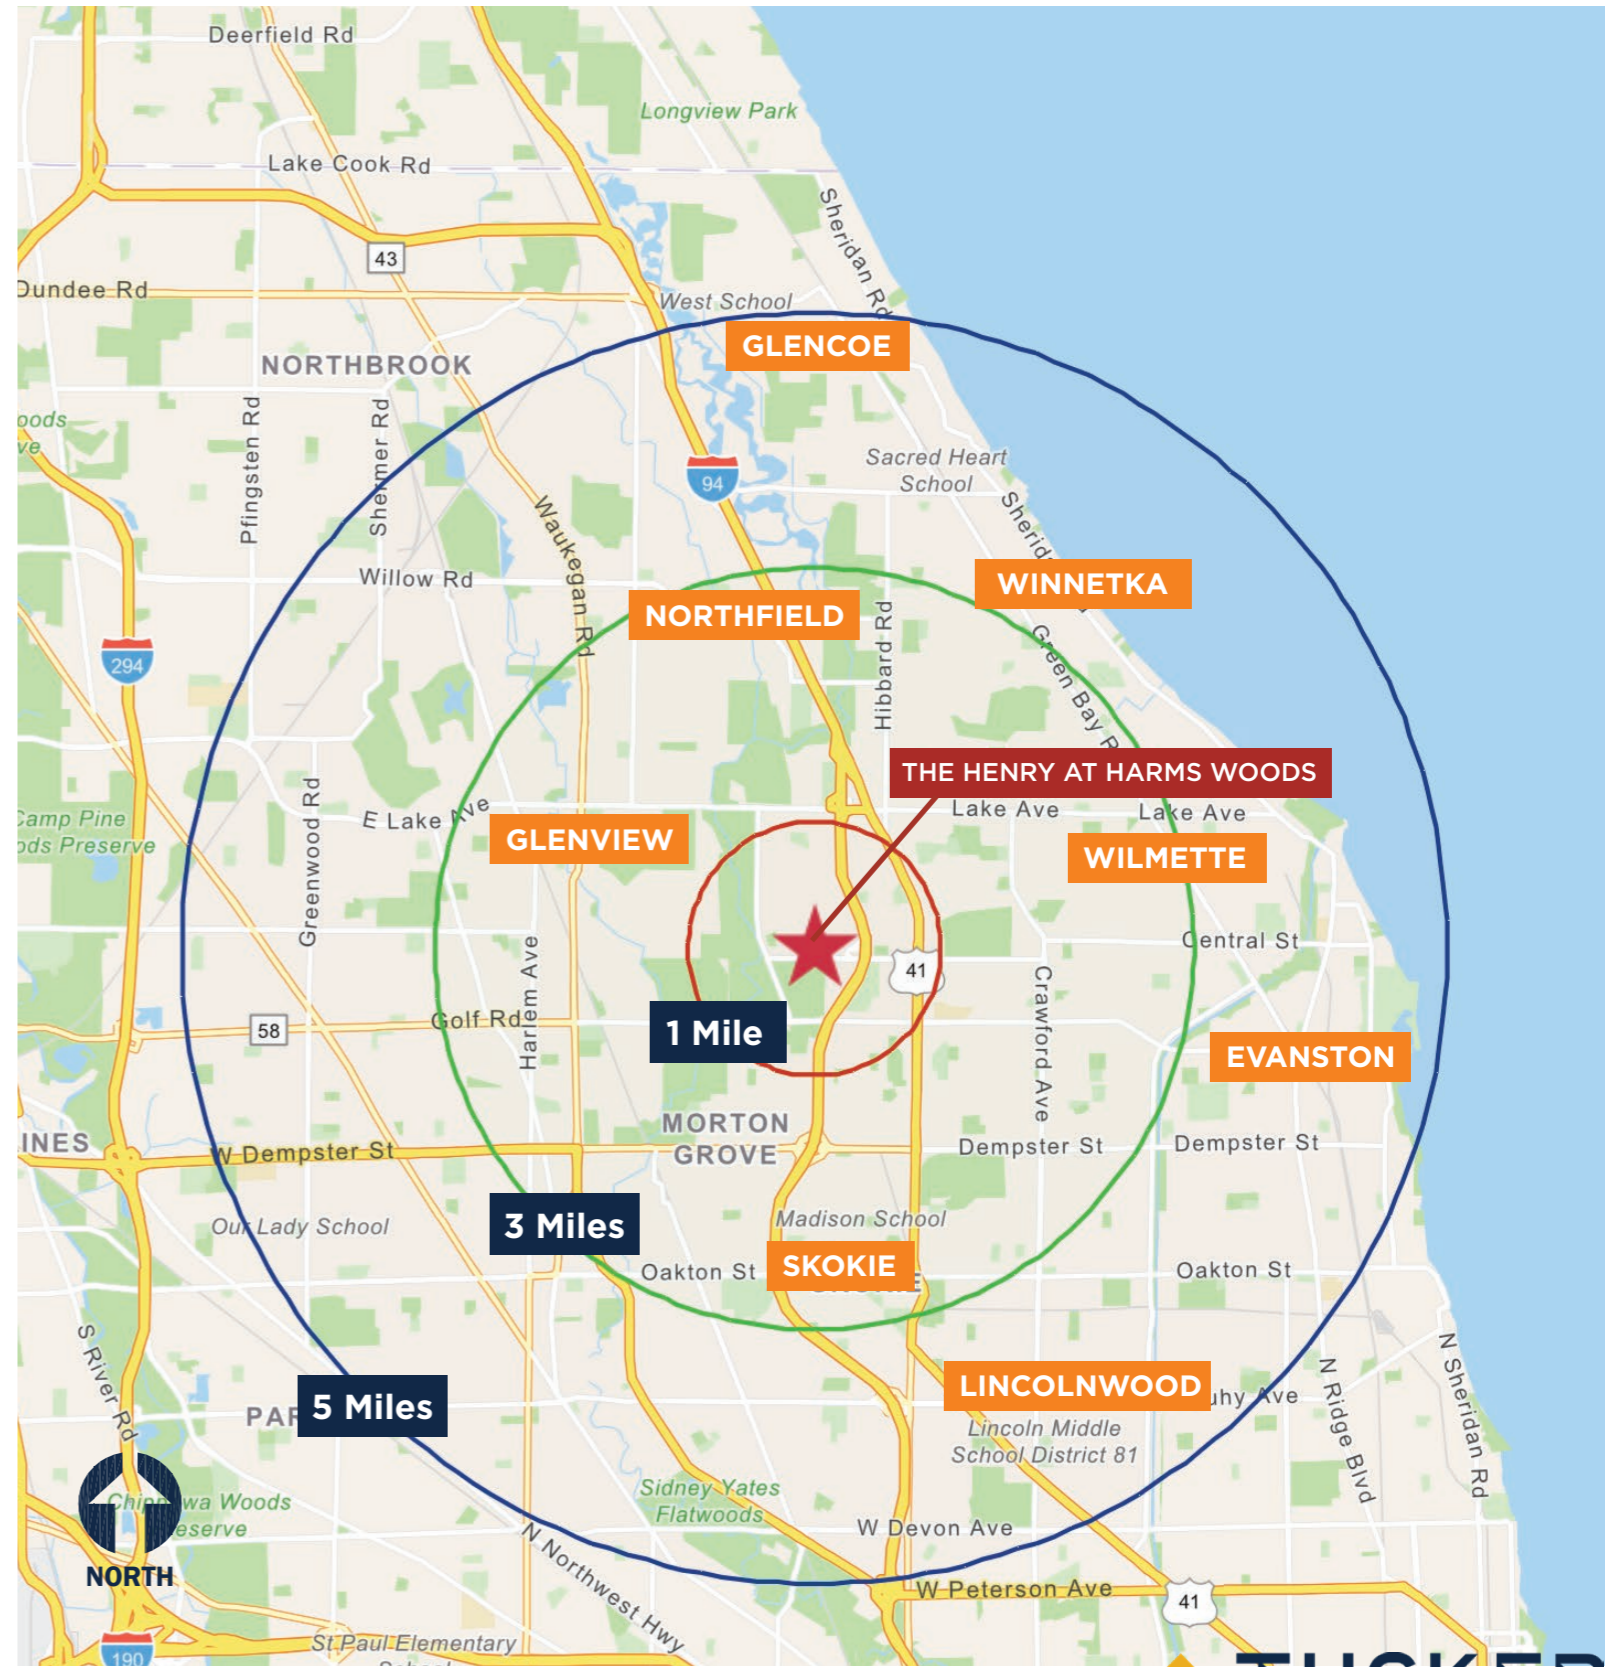 Deerfield Rd
Longview Park
Lake Cook Rd
Sheridan Rd
43
Dundee Rd
West School
GLENCOE
NORTHBROOK
Pfingsten Rd
Shermer Rd
Sacred Heart
School
94
Waukegan Rd
Willow Rd
WINNETKA
NORTHFIELD
Hibbard Rd
Green Bay R
294
THE HENRY AT HARMS WOODS
E Lake Ave
Lake Ave
Lake Ave
Camp Pine
ods Preserve
GLENVIEW
WILMETTE
Greenwood Rd
Harlem Ave
Central St
41
Crawford Ave
58
Golf Rd
1 Mile
EVANSTON
MORTON
GROVE
INES
W Dempster St
Dempster St
Dempster St
Our Lady School
3 Miles
Madison School
SKOKIE
Oakton St
Oakton St
S River Rd
5 Miles
LINCOLNWOOD
uhy Ave
N Ridge Blvd
N Sheridan Rd
Lincoln Middle
School District 81
Sidney Yates
Flatwoods
W Devon Ave
N Northwest Hwy
NORTH
W Peterson Ave
41
St Paul Elementary
190
TUCKER